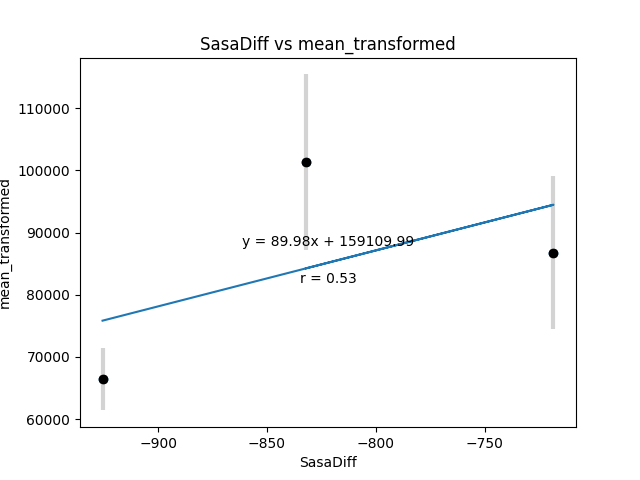 SasaDiff vs mean_transformed
mean_transformed
110000
100000
90000
80000
70000
60000
y = 89.98x + 159109.99
r = 0.53
−900
−850
−800
−750
SasaDiff